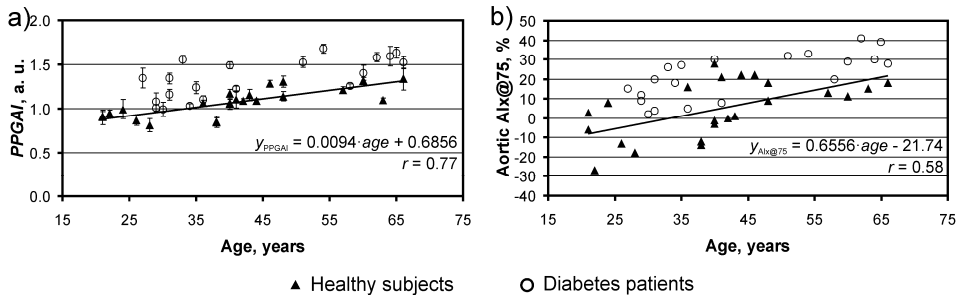 a)
2.0
1.5
1.0
0.5
0.0
PPGAI, a. u.
y_PPGAI = 0.0094·age + 0.6856
r = 0.77
15 25 35 45 55 65 75
Age, years
b)
50
40
30
20
10
0
-10
-20
-30
-40
Aortic AIx@75, %
y_AIx@75 = 0.6556·age - 21.74
r = 0.58
15 25 35 45 55 65 75
Age, years
Healthy subjects
Diabetes patients